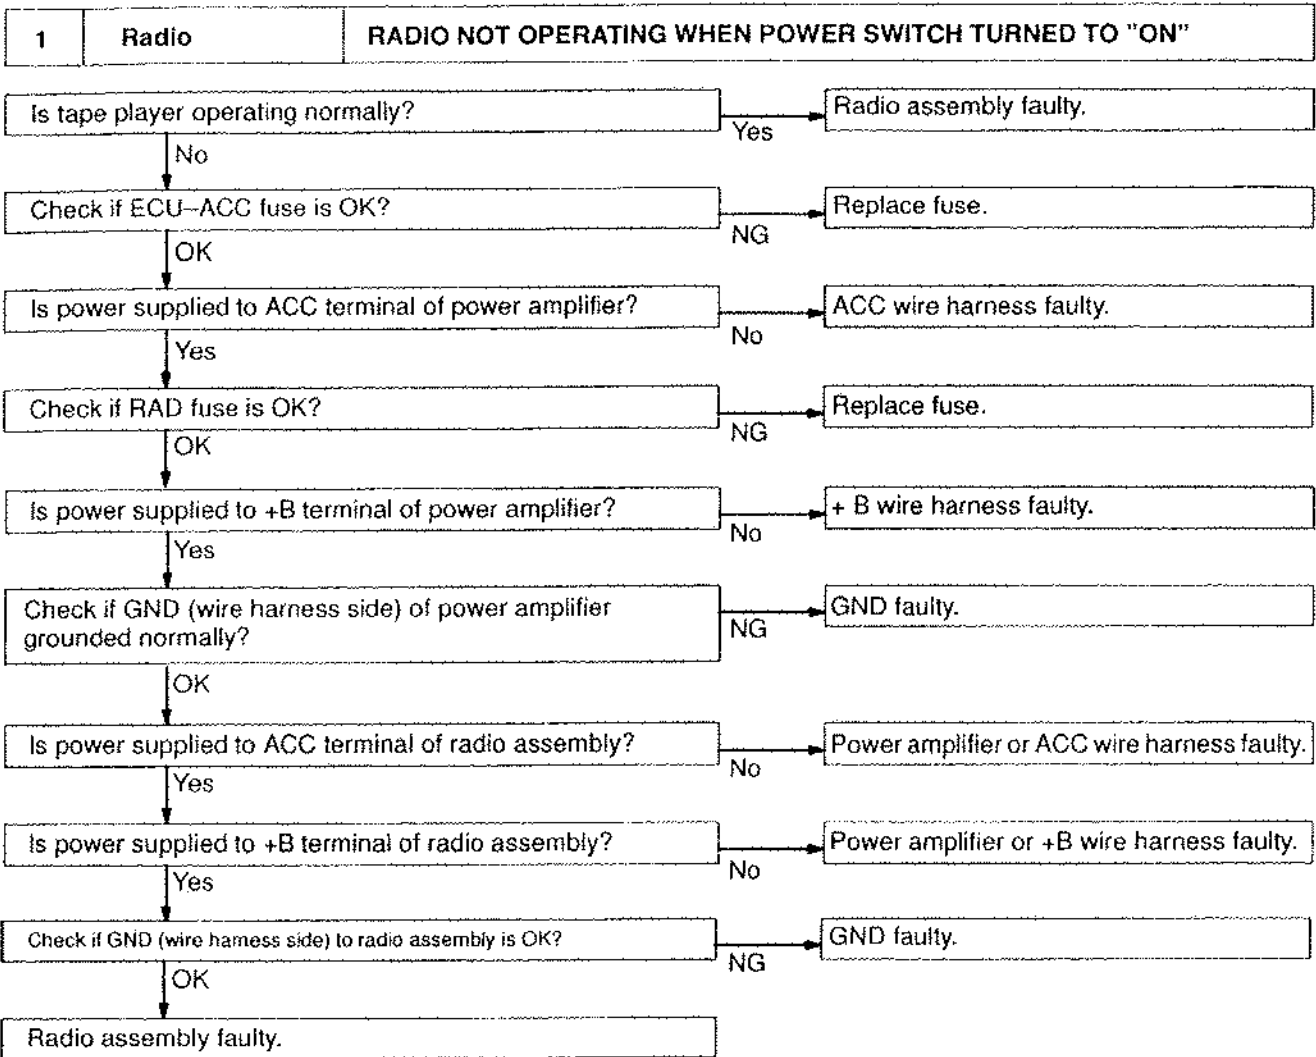 1 Radio RADIO NOT OPERATING WHEN POWER SWITCH TURNED TO "ON"
Is tape player operating normally?
Yes
Radio assembly faulty.
No
Check if ECU–ACC fuse is OK?
NG
Replace fuse.
OK
Is power supplied to ACC terminal of power amplifier?
No
ACC wire harness faulty.
Yes
Check if RAD fuse is OK?
NG
Replace fuse.
OK
Is power supplied to +B terminal of power amplifier?
No
+ B wire harness faulty.
Yes
Check if GND (wire harness side) of power amplifier
grounded normally?
NG
GND faulty.
OK
Is power supplied to ACC terminal of radio assembly?
No
Power amplifier or ACC wire harness faulty.
Yes
Is power supplied to +B terminal of radio assembly?
No
Power amplifier or +B wire harness faulty.
Yes
Check if GND (wire harness side) to radio assembly is OK?
NG
GND faulty.
OK
Radio assembly faulty.